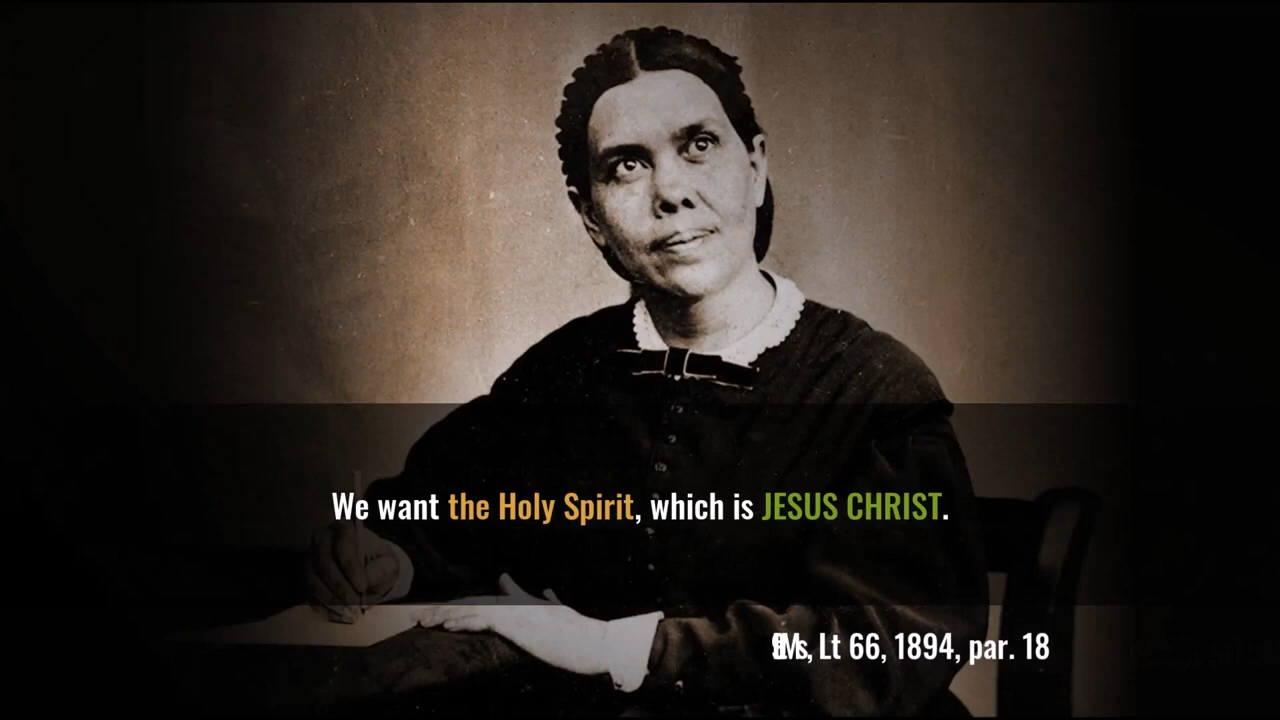 We want the Holy Spirit, which is JESUS CHRIST.
Lt 66, 1894, par. 18